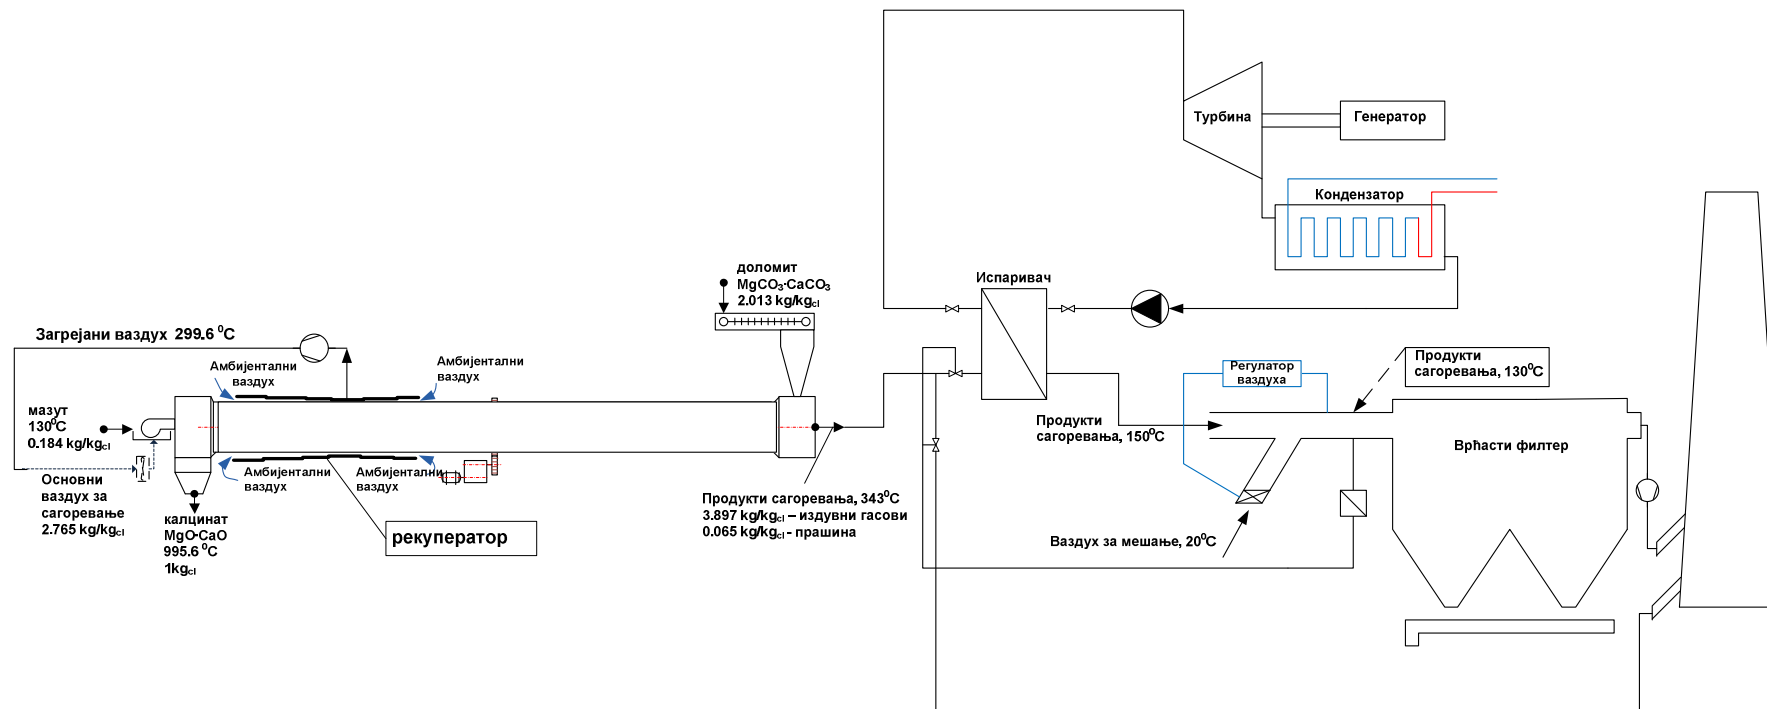 Турбина
Генератор
Кондензатор
доломит
MgCO₃·CaCO₃
2.013 kg/kgcl
Испаривач
Загрејани ваздух 299.6 ⁰C
Амбијентални
ваздух
Амбијентални
ваздух
Регулатор
ваздуха
Продукти
сагоревања, 130⁰C
мазут
130⁰C
0.184 kg/kgcl
Продукти
сагоревања, 150⁰C
Врћасти филтер
Амбијентални
ваздух
Амбијентални
ваздух
Основни
ваздух за
сагоревање
2.765 kg/kgcl
калцинат
MgO·CaO
995.6 ⁰C
1kgcl
рекуператор
Продукти сагоревања, 343⁰C
3.897 kg/kgcl – издувни гасови
0.065 kg/kgcl - прашина
Ваздух за мешање, 20⁰C